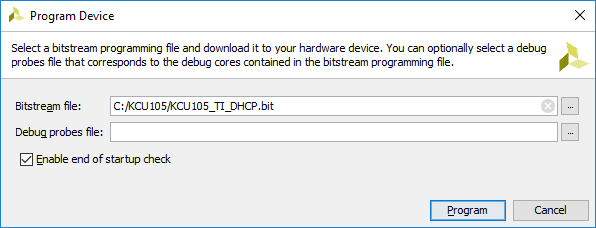 Program Device
Select a bitstream programming file and download it to your hardware device. You can optionally select a debug
probes file that corresponds to the debug cores contained in the bitstream programming file.
Bitstream file: C:/KCU105/KCU105_TI_DHCP.bit ...
Debug probes file: ...
Enable end of startup check
Program Cancel